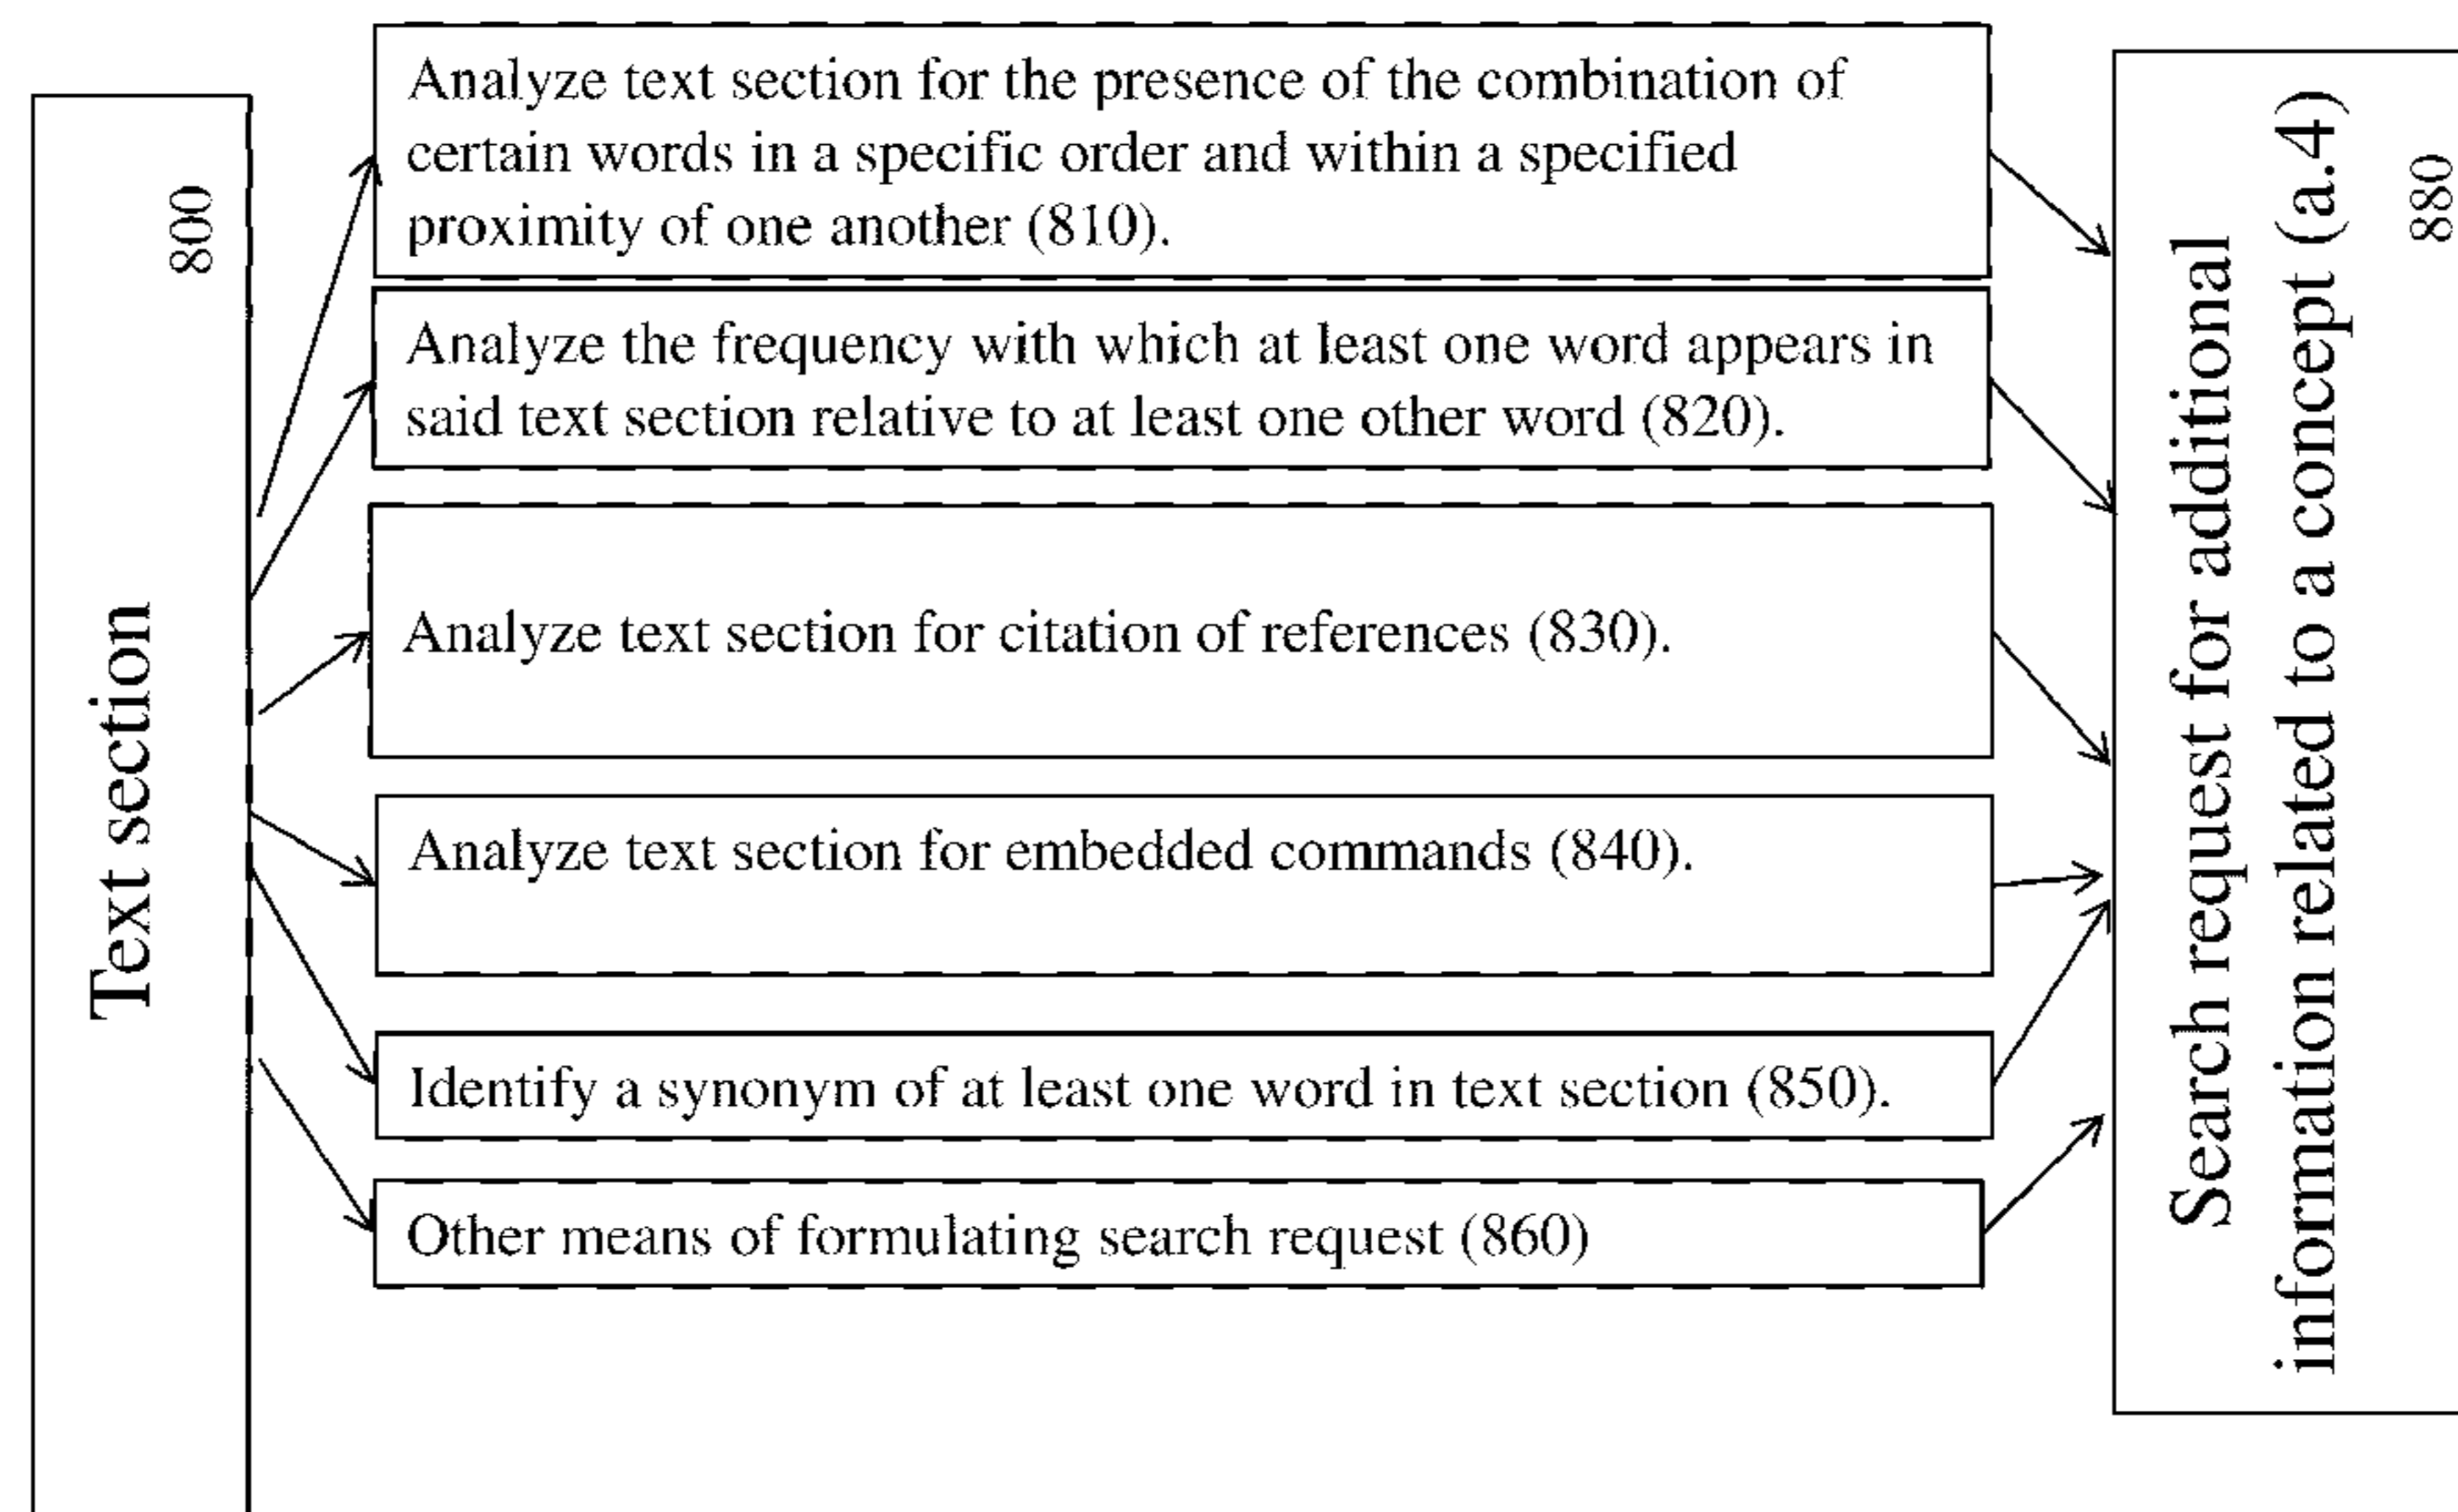 Text section
800
Analyze text section for the presence of the combination of
certain words in a specific order and within a specified
proximity of one another (810).
Analyze the frequency with which at least one word appears in
said text section relative to at least one other word (820).
Analyze text section for citation of references (830).
Analyze text section for embedded commands (840).
Identify a synonym of at least one word in text section (850).
Other means of formulating search request (860)
Search request for additional
information related to a concept (a.4)
880